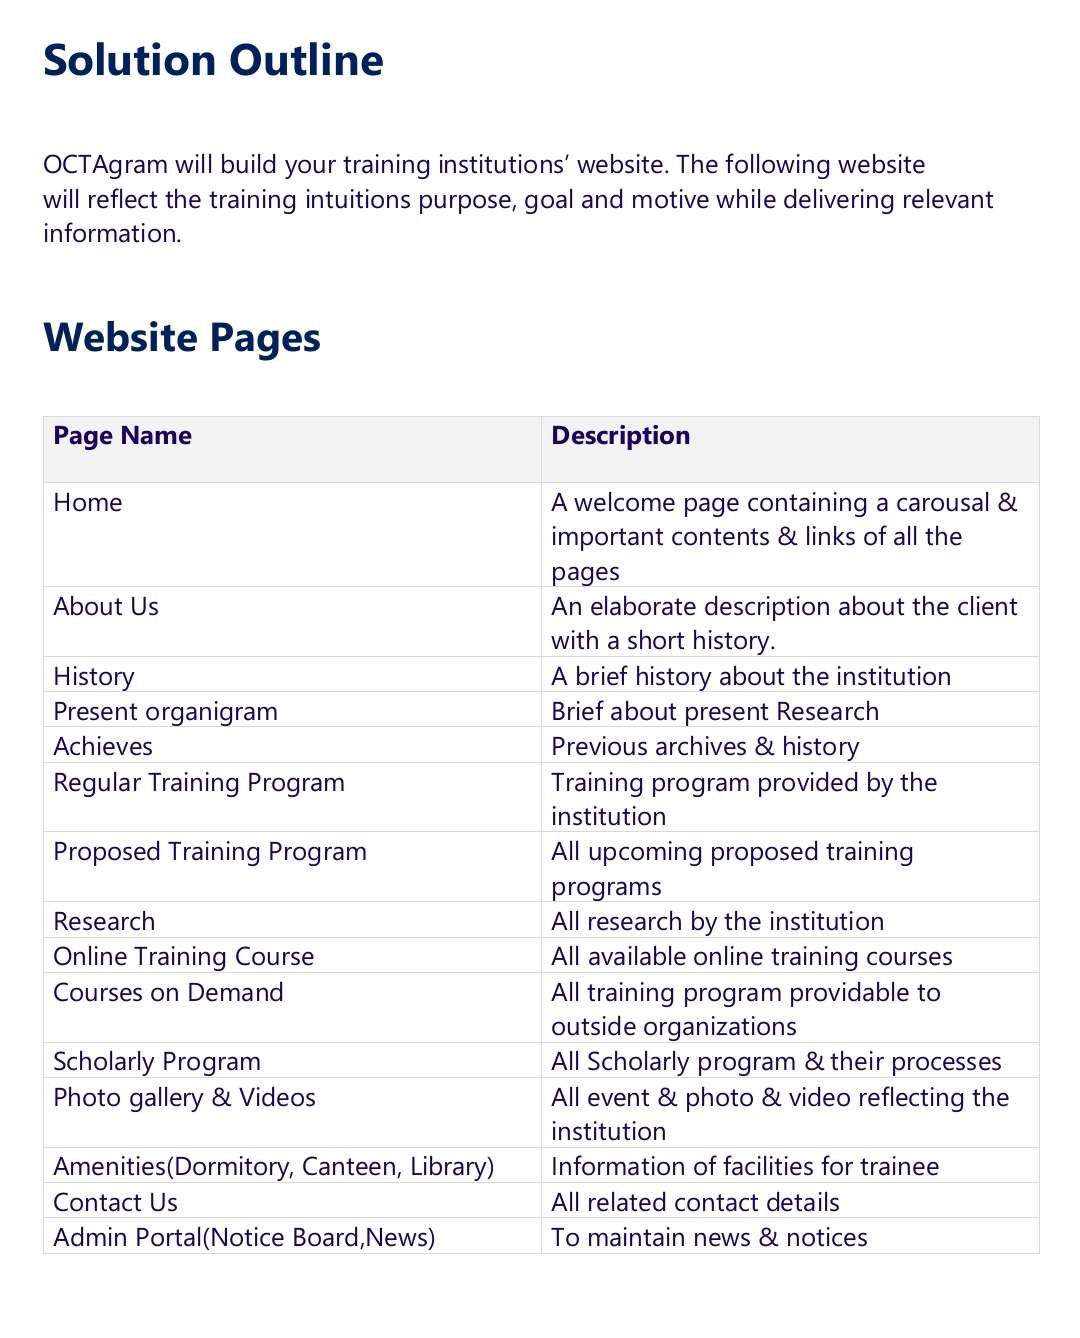 Solution Outline
OCTAgram will build your training institutions’ website. The following website
will reflect the training intuitions purpose, goal and motive while delivering relevant
information.
Website Pages
Page Name Description
Home A welcome page containing a carousal &
important contents & links of all the
pages
About Us An elaborate description about the client
with a short history.
History A brief history about the institution
Present organigram Brief about present Research
Achieves Previous archives & history
Regular Training Program Training program provided by the
institution
Proposed Training Program All upcoming proposed training
programs
Research All research by the institution
Online Training Course All available online training courses
Courses on Demand All training program providable to
outside organizations
Scholarly Program All Scholarly program & their processes
Photo gallery & Videos All event & photo & video reflecting the
institution
Amenities(Dormitory, Canteen, Library) Information of facilities for trainee
Contact Us All related contact details
Admin Portal(Notice Board,News) To maintain news & notices